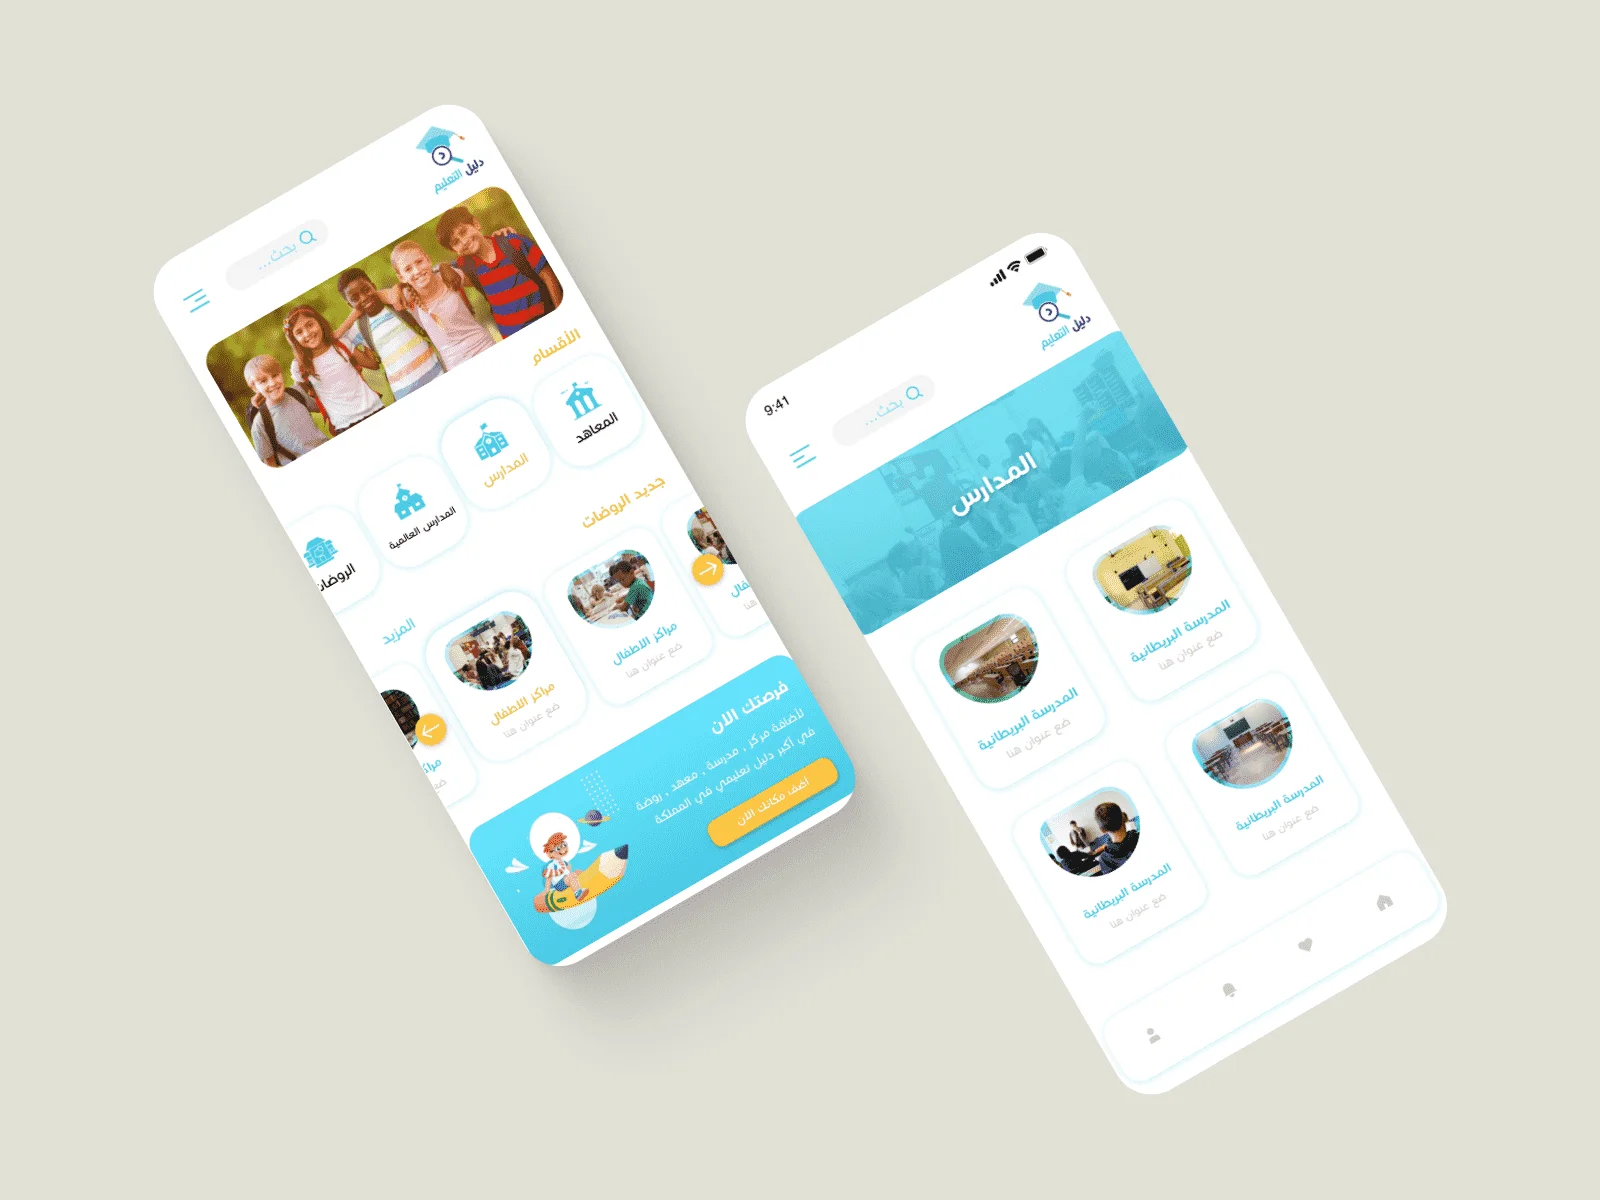 دليل التعليم
بحث...
الأقسام
المعاهد
المدارس
المدارس العالمية
الروضات
جديد الروضات
المزيد
مراكز الاطفال
ضع عنوان هنا
مراكز الاطفال
ضع عنوان هنا
فرصتك الان
لأضافة مركز , مدرسة , معهد , روضة
في أكبر دليل تعليمي في المملكة
اضف مكانك الان
9:41
دليل التعليم
بحث...
المدارس
المدرسة البريطانية
ضع عنوان هنا
المدرسة البريطانية
ضع عنوان هنا
المدرسة البريطانية
ضع عنوان هنا
المدرسة البريطانية
ضع عنوان هنا